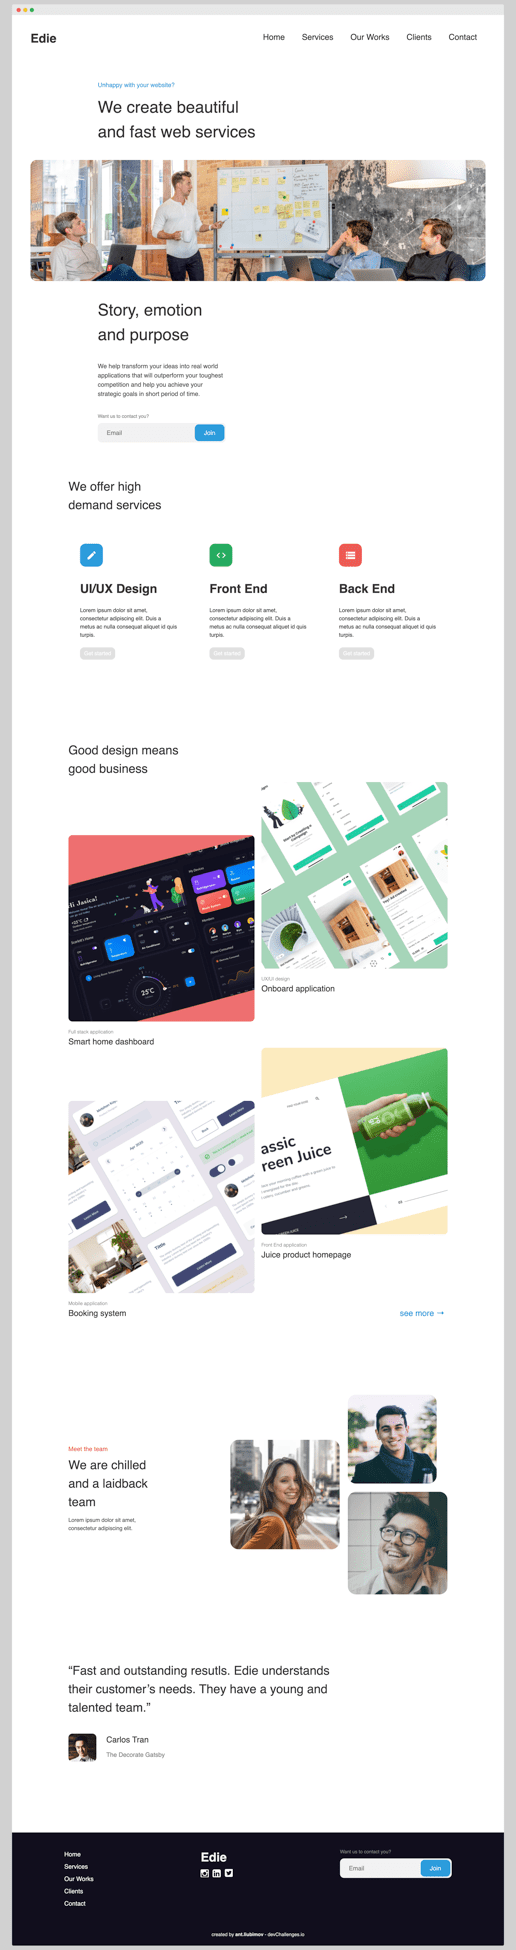 Edie
Home
Services
Our Works
Clients
Contact
Unhappy with your website?
We create beautiful
and fast web services
Story, emotion
and purpose
We help transform your ideas into real world
applications that will outperform your toughest
competition and help you achieve your
strategic goals in short period of time.
Want us to contact you?
Email
Join
We offer high
demand services
UI/UX Design
Lorem ipsum dolor sit amet,
consectetur adipiscing elit. Duis a
metus ac nulla consequat aliquet id quis
turpis.
Get started
Front End
Lorem ipsum dolor sit amet,
consectetur adipiscing elit. Duis a
metus ac nulla consequat aliquet id quis
turpis.
Get started
Back End
Lorem ipsum dolor sit amet,
consectetur adipiscing elit. Duis a
metus ac nulla consequat aliquet id quis
turpis.
Get started
Good design means
good business
Start by Creating a
Campaign
UX/UI design
Onboard application
25°C
Full stack application
Smart home dashboard
assic
reen Juice
Front End application
Juice product homepage
Apr 2020
Learn More
Title
Learn More
Mobile application
Booking system
see more →
Meet the team
We are chilled
and a laidback
team
Lorem ipsum dolor sit amet,
consectetur adipiscing elit.
“Fast and outstanding resutls. Edie understands
their customer’s needs. They have a young and
talented team.”
Carlos Tran
The Decorate Gatsby
Home
Services
Our Works
Clients
Contact
Edie
Want us to contact you?
Email
Join
created by ant.liubimov - devChallenges.io